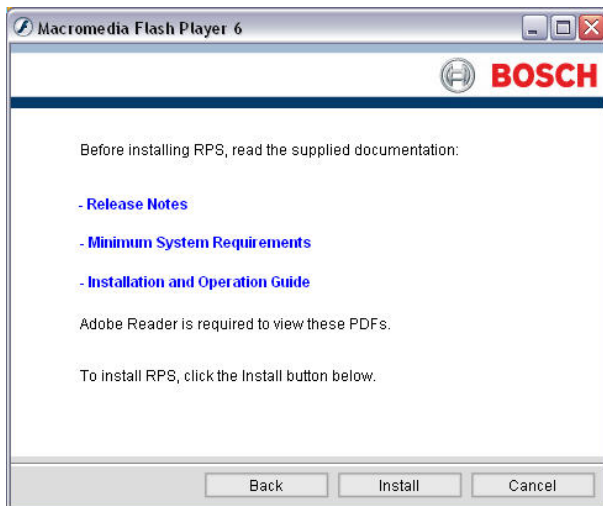 Macromedia Flash Player 6
BOSCH
Before installing RPS, read the supplied documentation:
- Release Notes
- Minimum System Requirements
- Installation and Operation Guide
Adobe Reader is required to view these PDFs.
To install RPS, click the Install button below.
Back Install Cancel